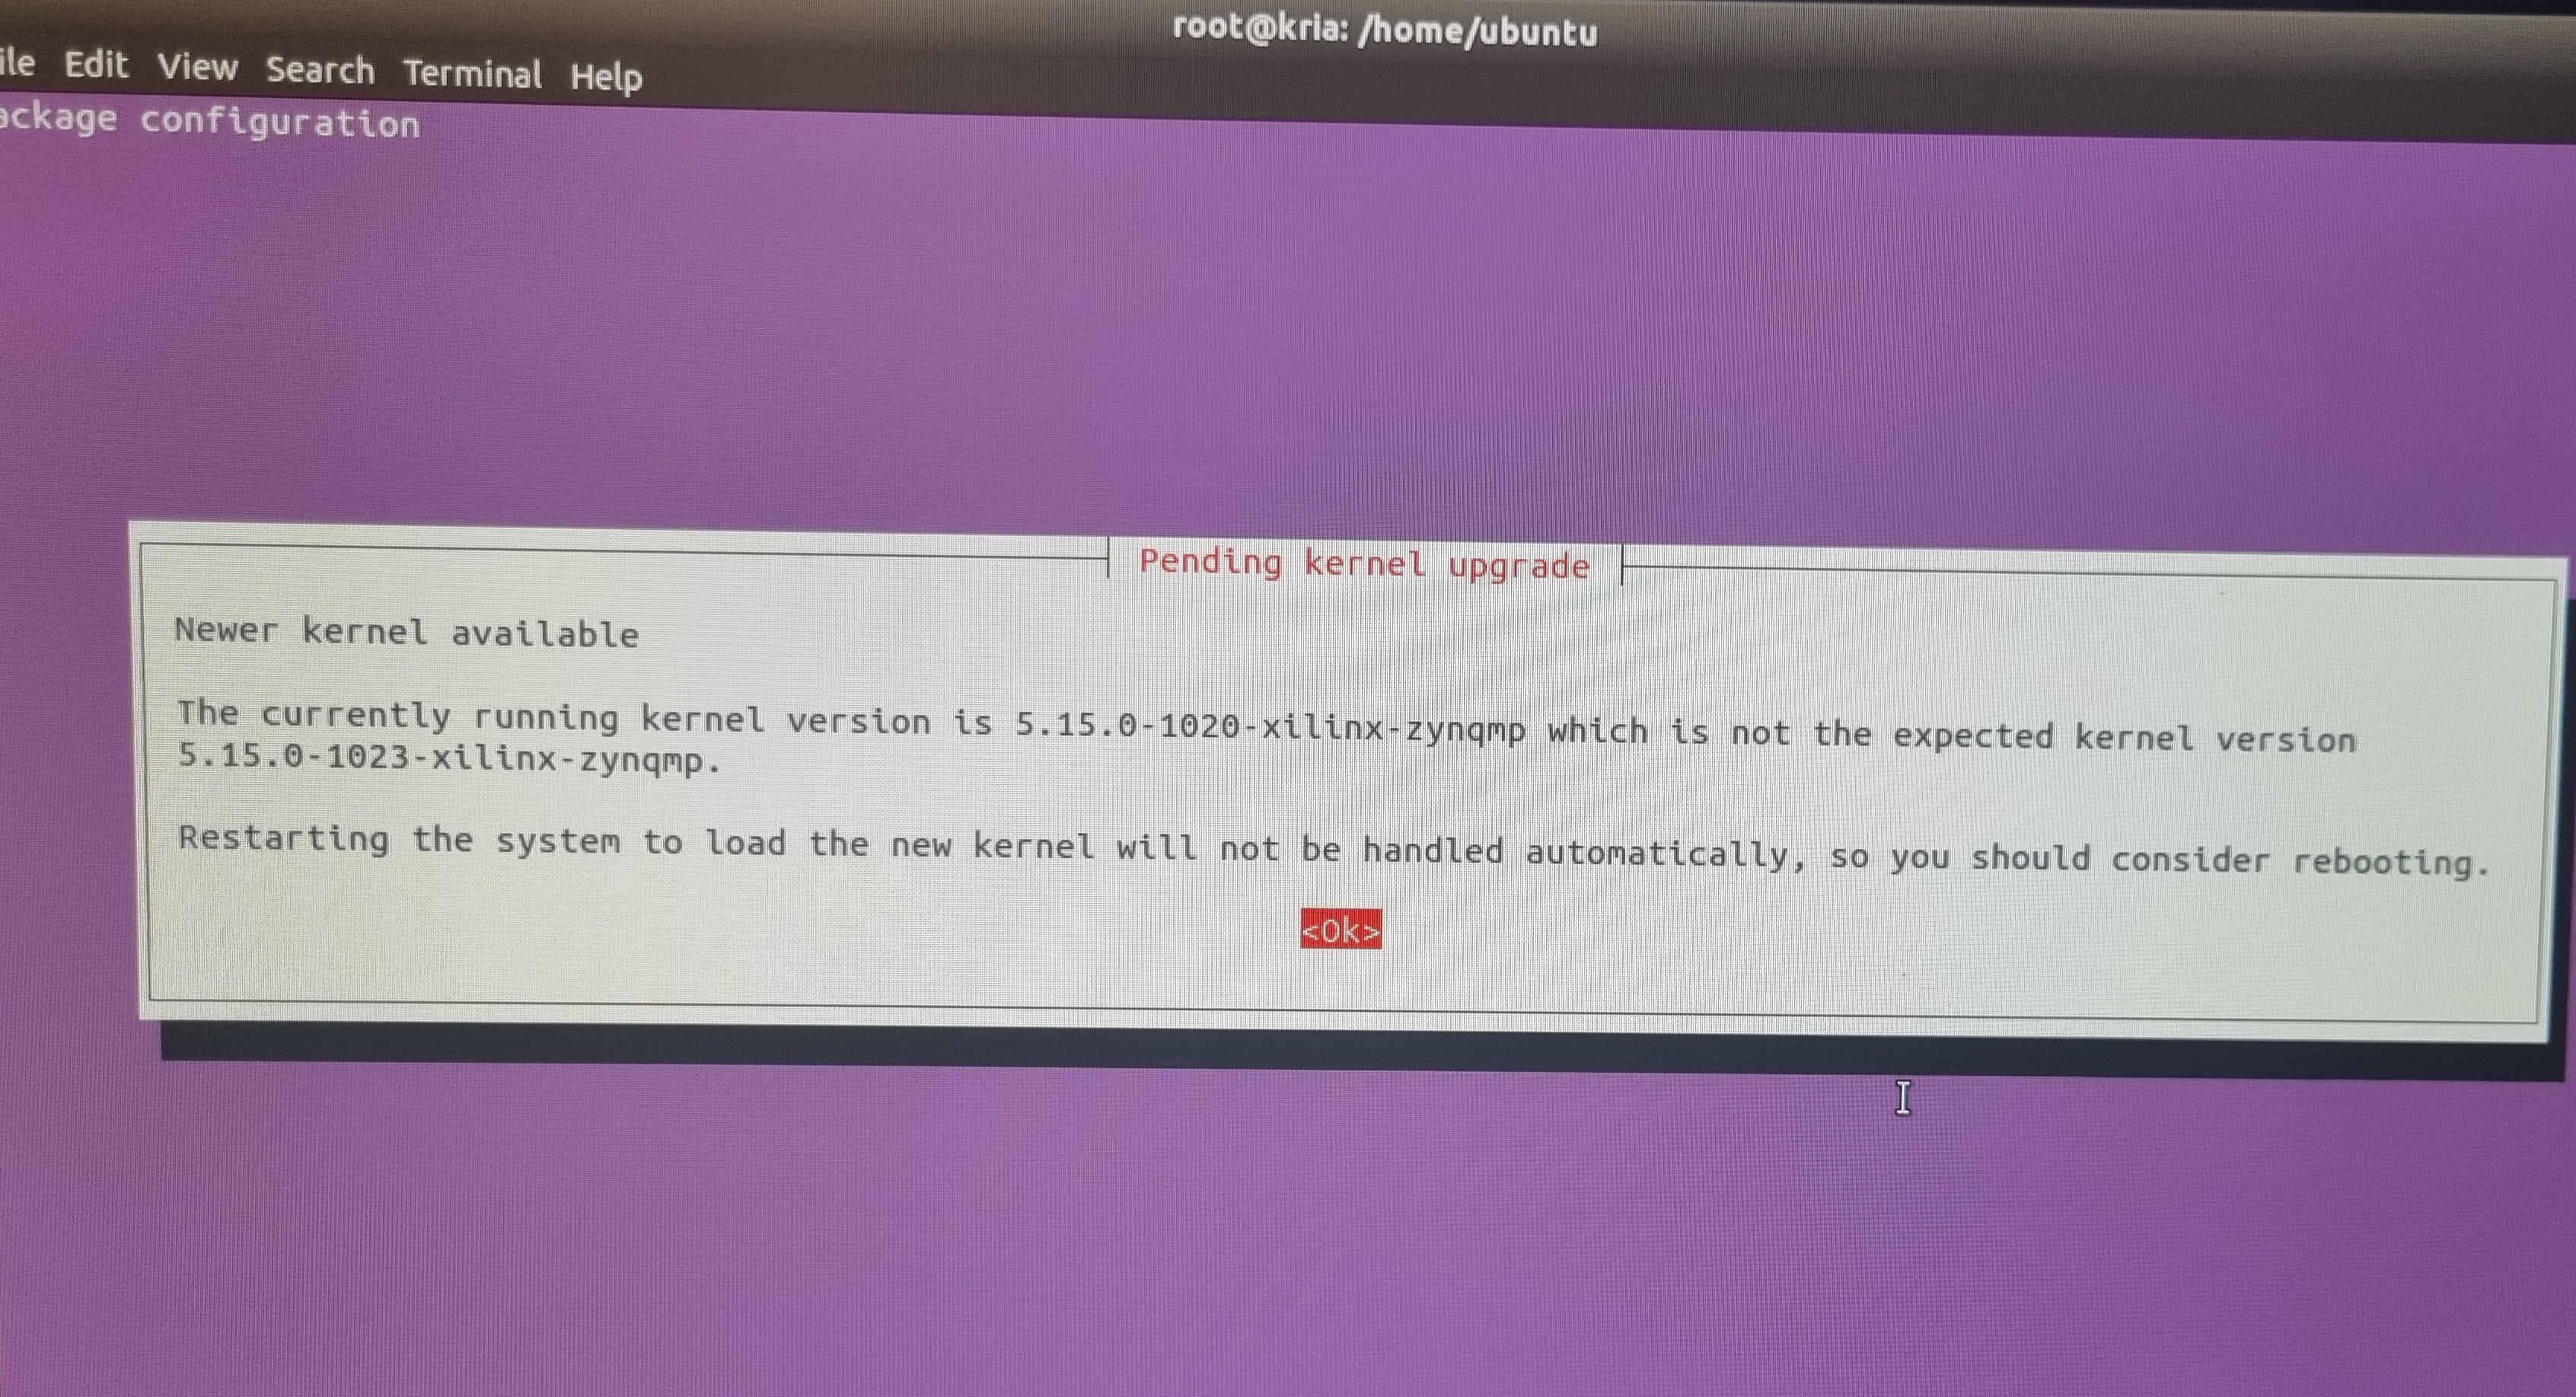 root@kria: /home/ubuntu
ile Edit View Search Terminal Help
ackage configuration
Pending kernel upgrade
Newer kernel available
The currently running kernel version is 5.15.0-1020-xilinx-zynqmp which is not the expected kernel version
5.15.0-1023-xilinx-zynqmp.
Restarting the system to load the new kernel will not be handled automatically, so you should consider rebooting.
<Ok>